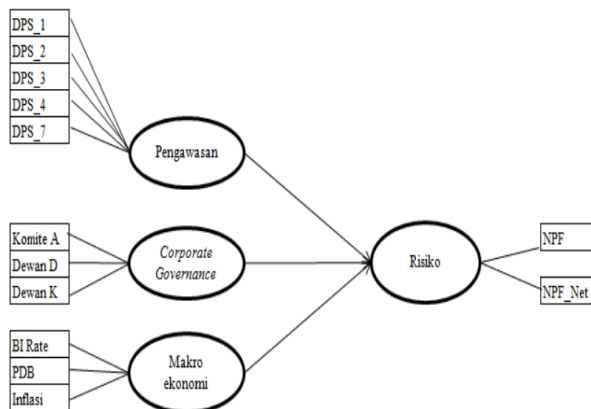 DPS_1
DPS_2
DPS_3
DPS_4
DPS_7
Pengawasan
Komite A
Dewan D
Dewan K
Corporate
Governance
BI Rate
PDB
Inflasi
Makro
ekonomi
Risiko
NPF
NPF_Net